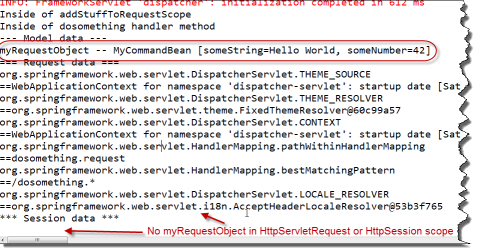 INFO: FrameworkServlet 'dispatcher': initialization completed in 612 ms
Inside of addStuffToRequestScope
Inside of dosomething handler method
--- Model data ---
myRequestObject -- MyCommandBean [someString=Hello World, someNumber=42]
=== Request data ===
org.springframework.web.servlet.DispatcherServlet.THEME_SOURCE
==WebApplicationContext for namespace 'dispatcher-servlet': startup date [Sat
org.springframework.web.servlet.DispatcherServlet.THEME_RESOLVER
==org.springframework.web.servlet.theme.FixedThemeResolver@60c99a57
org.springframework.web.servlet.DispatcherServlet.CONTEXT
==WebApplicationContext for namespace 'dispatcher-servlet': startup date [Sat
org.springframework.web.servlet.HandlerMapping.pathWithinHandlerMapping
==dosomething.request
org.springframework.web.servlet.HandlerMapping.bestMatchingPattern
==/dosomething.*
org.springframework.web.servlet.DispatcherServlet.LOCALE_RESOLVER
==org.springframework.web.servlet.i18n.AcceptHeaderLocaleResolver@53b3f765
*** Session data ***
No myRequestObject in HttpServletRequest or HttpSession scope